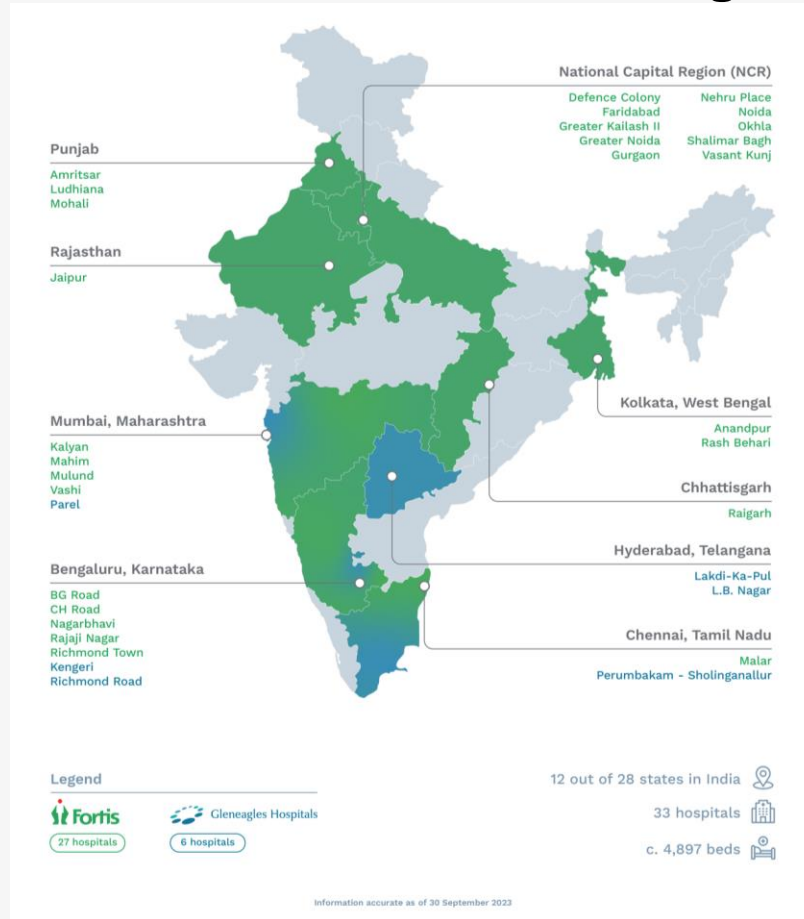 National Capital Region (NCR)
Defence Colony
Faridabad
Greater Kailash II
Greater Noida
Gurgaon
Nehru Place
Noida
Okhla
Shalimar Bagh
Vasant Kunj
Punjab
Amritsar
Ludhiana
Mohali
Rajasthan
Jaipur
Mumbai, Maharashtra
Kalyan
Mahim
Mulund
Vashi
Parel
Kolkata, West Bengal
Anandpur
Rash Behari
Chhattisgarh
Raigarh
Hyderabad, Telangana
Lakdi-Ka-Pul
L.B. Nagar
Bengaluru, Karnataka
BG Road
CH Road
Nagarbhavi
Rajaji Nagar
Richmond Town
Kengeri
Richmond Road
Chennai, Tamil Nadu
Malar
Perumbakam - Sholinganallur
Legend
Fortis
27 hospitals
Gleneagles Hospitals
6 hospitals
12 out of 28 states in India
33 hospitals
c. 4,897 beds
Information accurate as of 30 September 2023